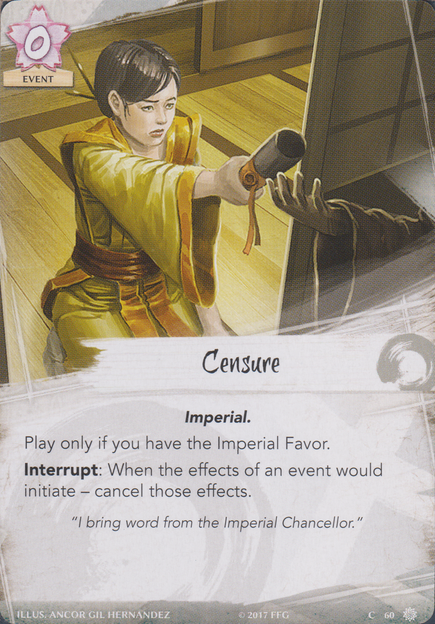 0
EVENT
Censure
Imperial.
Play only if you have the Imperial Favor.
Interrupt: When the effects of an event would
initiate – cancel those effects.
“I bring word from the Imperial Chancellor.”
ILLUS. ANCOR GIL HERNÁNDEZ © 2017 FFG C 60